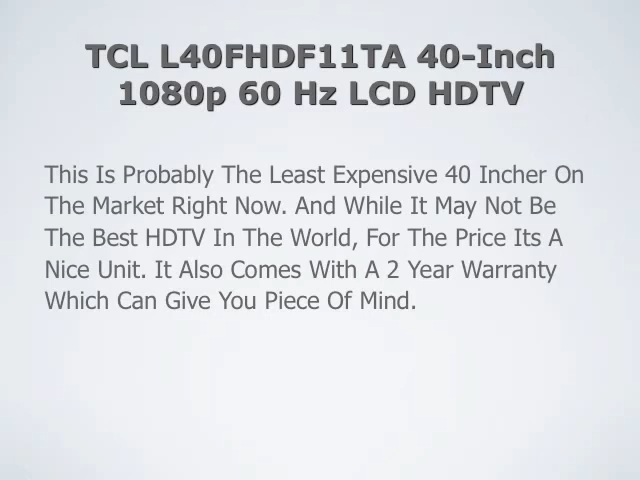 TCL L40FHDF11TA 40-Inch
1080p 60 Hz LCD HDTV
This Is Probably The Least Expensive 40 Incher On
The Market Right Now. And While It May Not Be
The Best HDTV In The World, For The Price Its A
Nice Unit. It Also Comes With A 2 Year Warranty
Which Can Give You Piece Of Mind.